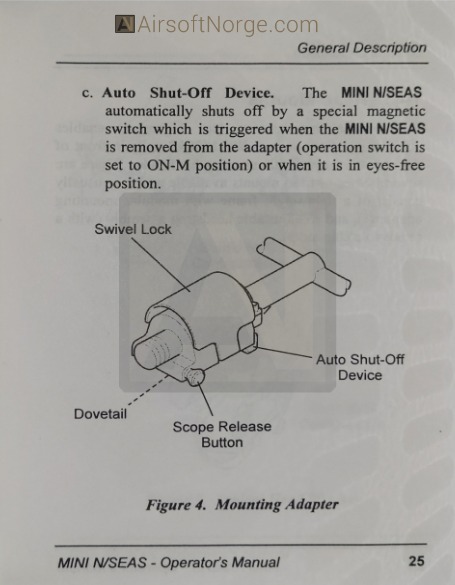 AirsoftNorge.com
General Description
c. Auto Shut-Off Device. The MINI N/SEAS
automatically shuts off by a special magnetic
switch which is triggered when the MINI N/SEAS
is removed from the adapter (operation switch is
set to ON-M position) or when it is in eyes-free
position.
Swivel Lock
Auto Shut-Off
Device
Dovetail
Scope Release
Button
Figure 4. Mounting Adapter
MINI N/SEAS - Operator's Manual 25